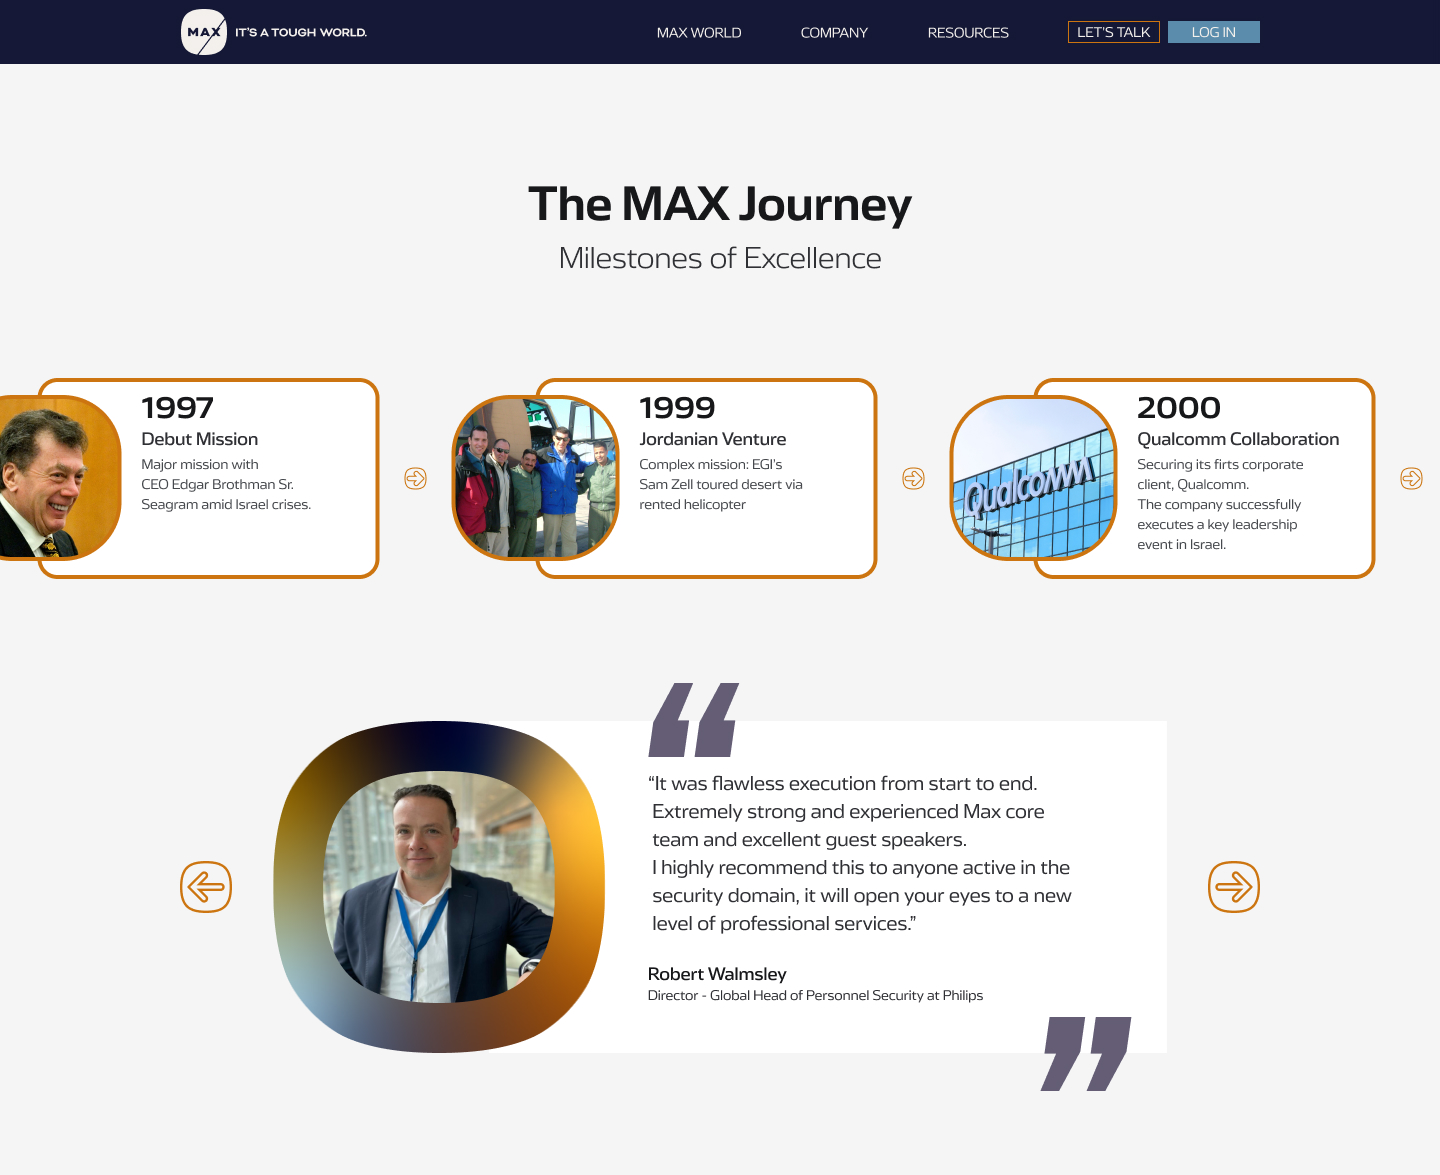 MAX IT'S A TOUGH WORLD.
MAX WORLD
COMPANY
RESOURCES
LET'S TALK
LOG IN
The MAX Journey
Milestones of Excellence
1997
Debut Mission
Major mission with
CEO Edgar Brothman Sr.
Seagram amid Israel crises.
1999
Jordanian Venture
Complex mission: EGI's
Sam Zell toured desert via
rented helicopter
Qualcomm
2000
Qualcomm Collaboration
Securing its firts corporate
client, Qualcomm.
The company successfully
executes a key leadership
event in Israel.
“
“It was flawless execution from start to end.
Extremely strong and experienced Max core
team and excellent guest speakers.
I highly recommend this to anyone active in the
security domain, it will open your eyes to a new
level of professional services.”
Robert Walmsley
Director - Global Head of Personnel Security at Philips
”